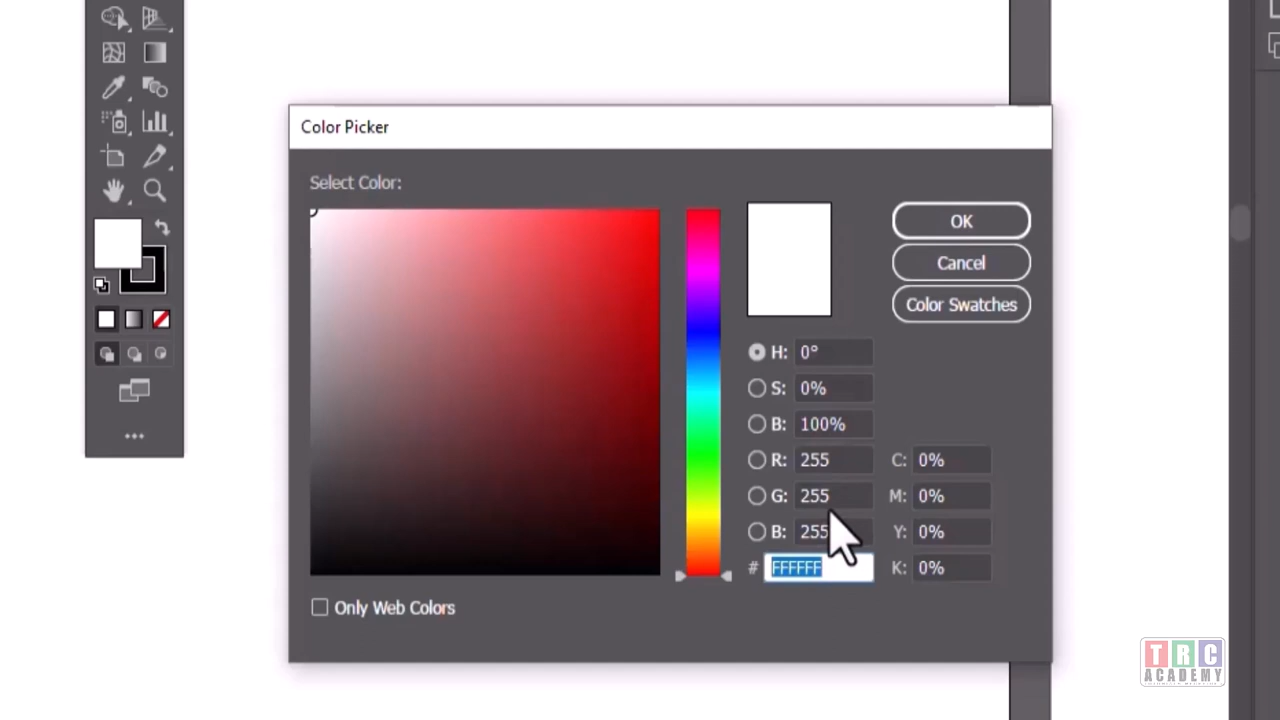 Color Picker
Select Color:
OK
Cancel
Color Swatches
H: 0°
S: 0%
B: 100%
R: 255 C: 0%
G: 255 M: 0%
B: 255 Y: 0%
# FFFFFF K: 0%
Only Web Colors
TRC
ACADEMY